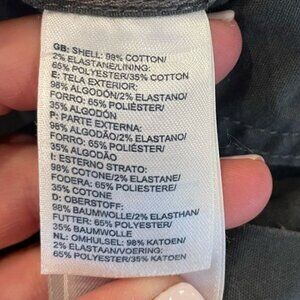 GB: SHELL: 98% COTTON/
2% ELASTANE/LINING:
65% POLYESTER/35% COTTON
E: TELA EXTERIOR:
98% ALGODÓN/2% ELASTANO/
FORRO: 65% POLIÉSTER/
35% ALGODÓN
P: PARTE EXTERNA:
98% ALGODÃO/2% ELASTANO/
FORRO: 65% POLIÉSTER/
35% ALGODÃO
I: ESTERNO STRATO:
98% COTONE/2% ELASTANE/
FODERA: 65% POLIESTERE/
35% COTONE
D: OBERSTOFF:
98% BAUMWOLLE/2% ELASTHAN/
FUTTER: 65% POLYESTER/
35% BAUMWOLLE
NL: OMHULSEL: 98% KATOEN/
2% ELASTAAN/VOERING:
65% POLYESTER/35% KATOEN